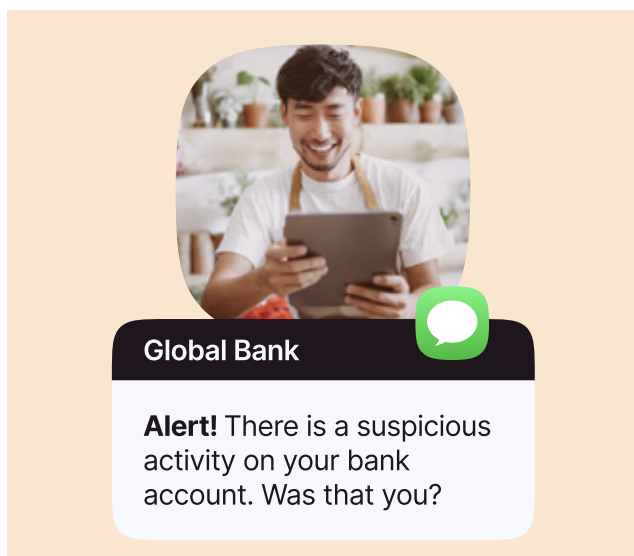 Global Bank
Alert! There is a suspicious
activity on your bank
account. Was that you?